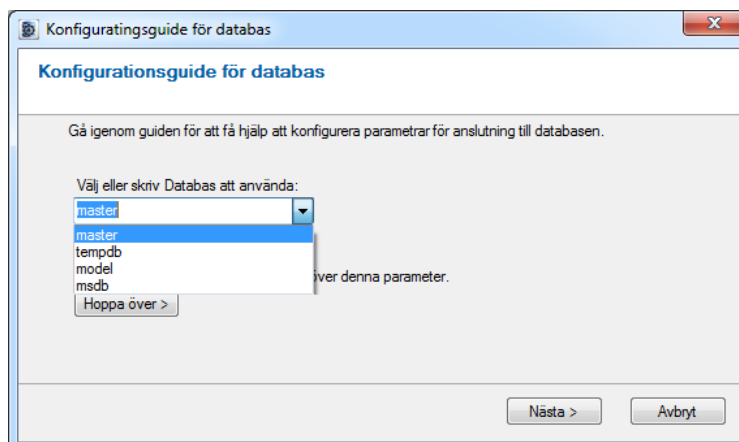 Konfiguratingsguide för databas
Konfigurationsguide för databas
Gå igenom guiden för att få hjälp att konfigurera parametrar för anslutning till databasen.
Välj eller skriv Databas att använda:
master
master
tempdb
model
msdb
över denna parameter.
Hoppa över >
Nästa >
Avbryt